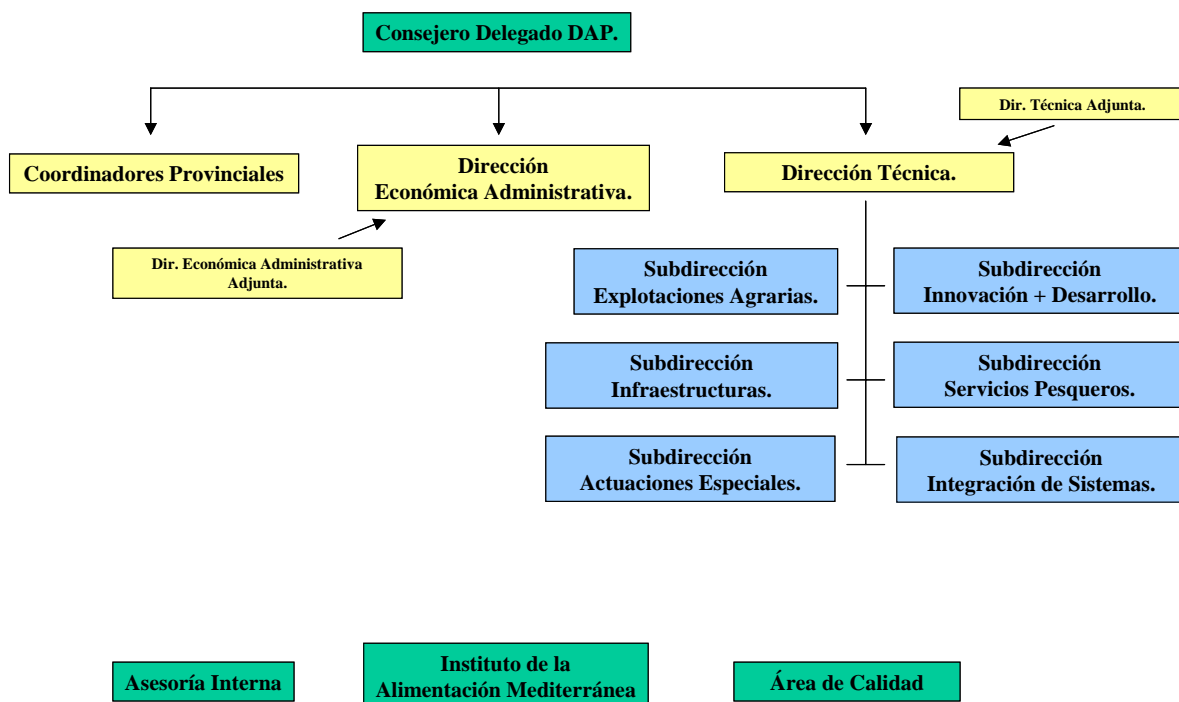 Consejero Delegado DAP.
Dir. Técnica Adjunta.
Coordinadores Provinciales
Dirección
Económica Administrativa.
Dirección Técnica.
Dir. Económica Administrativa
Adjunta.
Subdirección
Explotaciones Agrarias.
Subdirección
Innovación + Desarrollo.
Subdirección
Infraestructuras.
Subdirección
Servicios Pesqueros.
Subdirección
Actuaciones Especiales.
Subdirección
Integración de Sistemas.
Asesoría Interna
Instituto de la
Alimentación Mediterránea
Área de Calidad